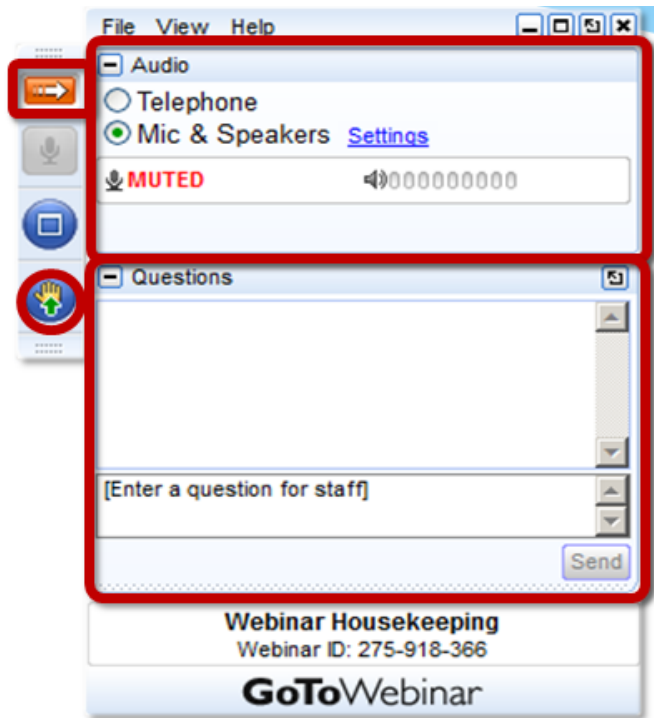 File View Help
Audio
Telephone
Mic & Speakers Settings
MUTED 000000000
Questions
[Enter a question for staff]
Send
Webinar Housekeeping
Webinar ID: 275-918-366
GoToWebinar